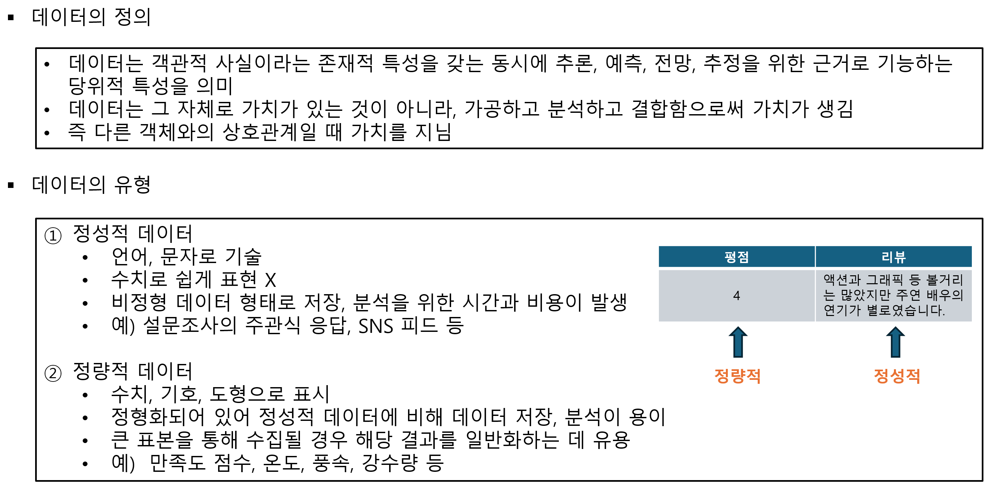 ▪ 데이터의 정의
• 데이터는 객관적 사실이라는 존재적 특성을 갖는 동시에 추론, 예측, 전망, 추정을 위한 근거로 기능하는
당위적 특성을 의미
• 데이터는 그 자체로 가치가 있는 것이 아니라, 가공하고 분석하고 결합함으로써 가치가 생김
• 즉 다른 객체와의 상호관계일 때 가치를 지님
▪ 데이터의 유형
① 정성적 데이터
• 언어, 문자로 기술
• 수치로 쉽게 표현 X
• 비정형 데이터 형태로 저장, 분석을 위한 시간과 비용이 발생
• 예) 설문조사의 주관식 응답, SNS 피드 등
② 정량적 데이터
• 수치, 기호, 도형으로 표시
• 정형화되어 있어 정성적 데이터에 비해 데이터 저장, 분석이 용이
• 큰 표본을 통해 수집될 경우 해당 결과를 일반화하는 데 유용
• 예) 만족도 점수, 온도, 풍속, 강수량 등
평점 리뷰
4
액션과 그래픽 등 볼거리
는 많았지만 주연 배우의
연기가 별로였습니다.
정량적 정성적